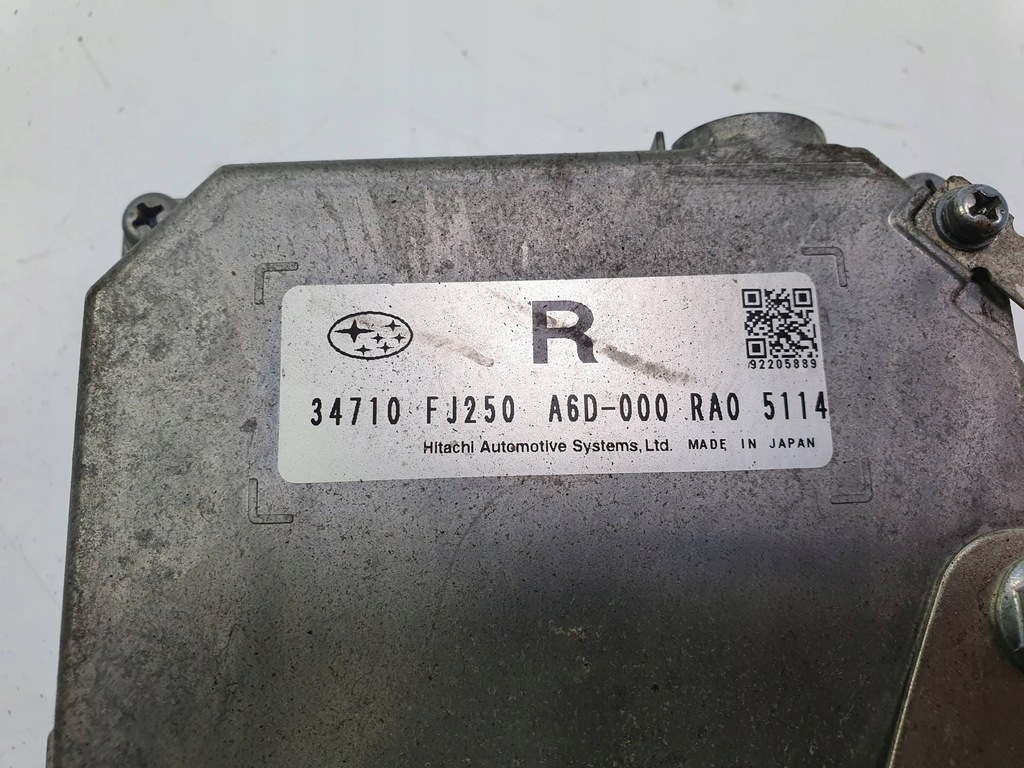 R
92205889
34710 FJ250 A6D-000 RA0 5114
Hitachi Automotive Systems, Ltd. MADE IN JAPAN